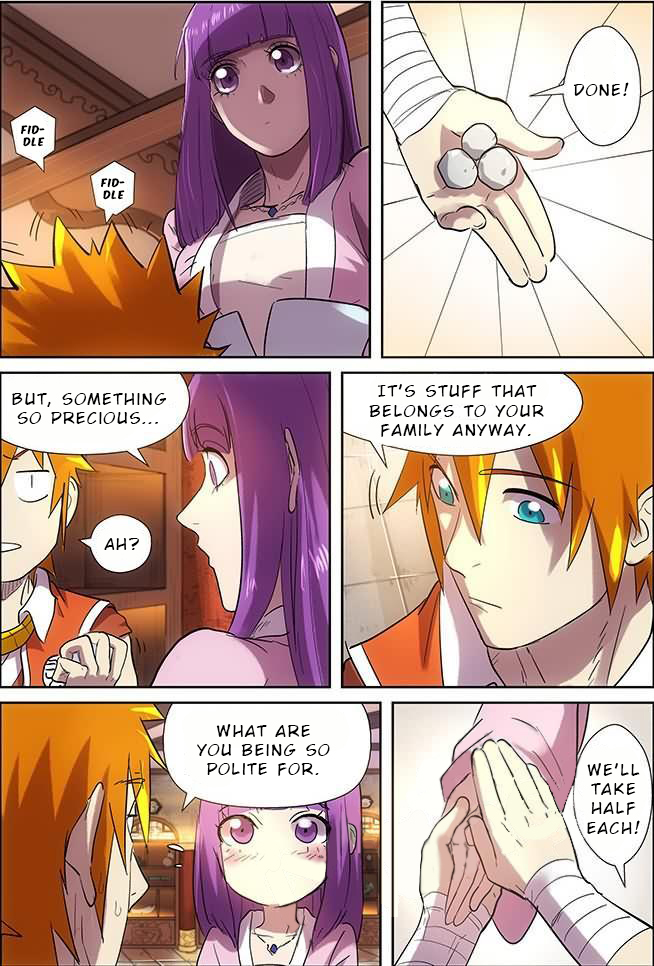 FID-
DLE
FID-
DLE
DONE!
BUT, SOMETHING
SO PRECIOUS...
AH?
IT'S STUFF THAT
BELONGS TO YOUR
FAMILY ANYWAY.
WHAT ARE
YOU BEING SO
POLITE FOR.
WE'LL
TAKE
HALF
EACH!